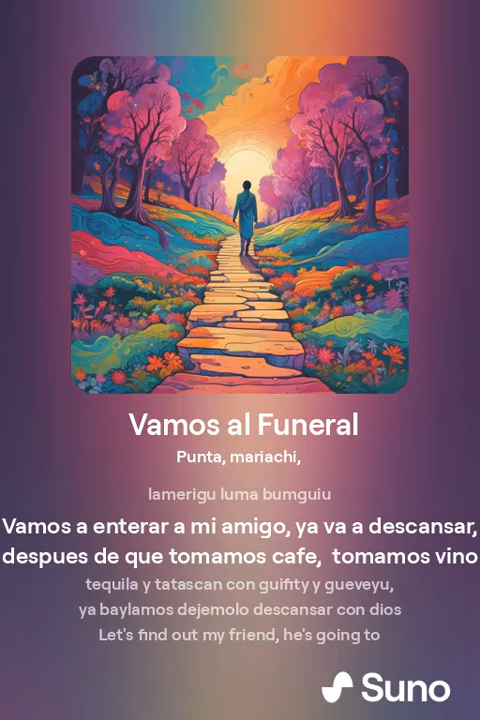 Vamos al Funeral
Punta, mariachi,
lamerigu luma bumguiu
Vamos a enterar a mi amigo, ya va a descansar,
despues de que tomamos cafe, tomamos vino
tequila y tatascan con guifity y gueveyu,
ya baylamos dejemolo descansar con dios
Let's find out my friend, he's going to
Suno